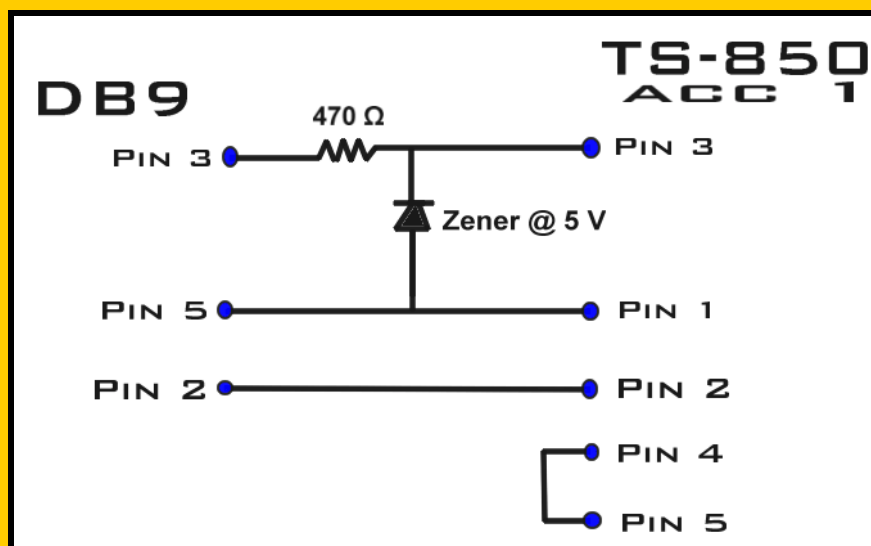 TS-850
DB9
ACC 1
470 Ω
PIN 3
PIN 3
Zener @ 5 V
PIN 5
PIN 1
PIN 2
PIN 2
PIN 4
PIN 5